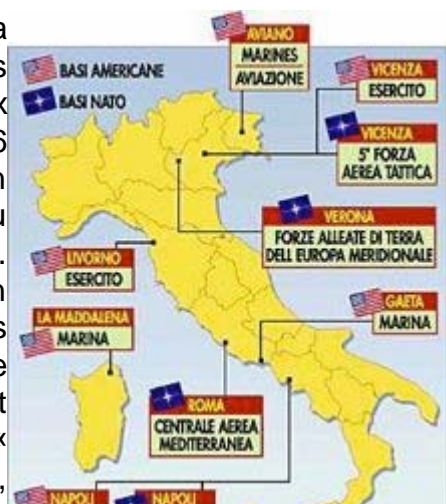 BASI AMERICANE
BASI NATO
AVIANO
MARINES
AVIAZIONE
VICENZA
ESERCITO
VICENZA
5° FORZA
AEREA TATTICA
VERONA
FORZE ALLEATE DI TERRA
DELL EUROPA MERIDIONALE
LIVORNO
ESERCITO
GAETA
MARINA
LA MADDALENA
MARINA
ROMA
CENTRALE AEREA
MEDITERRANEA
NAPOLI
NAPOLI